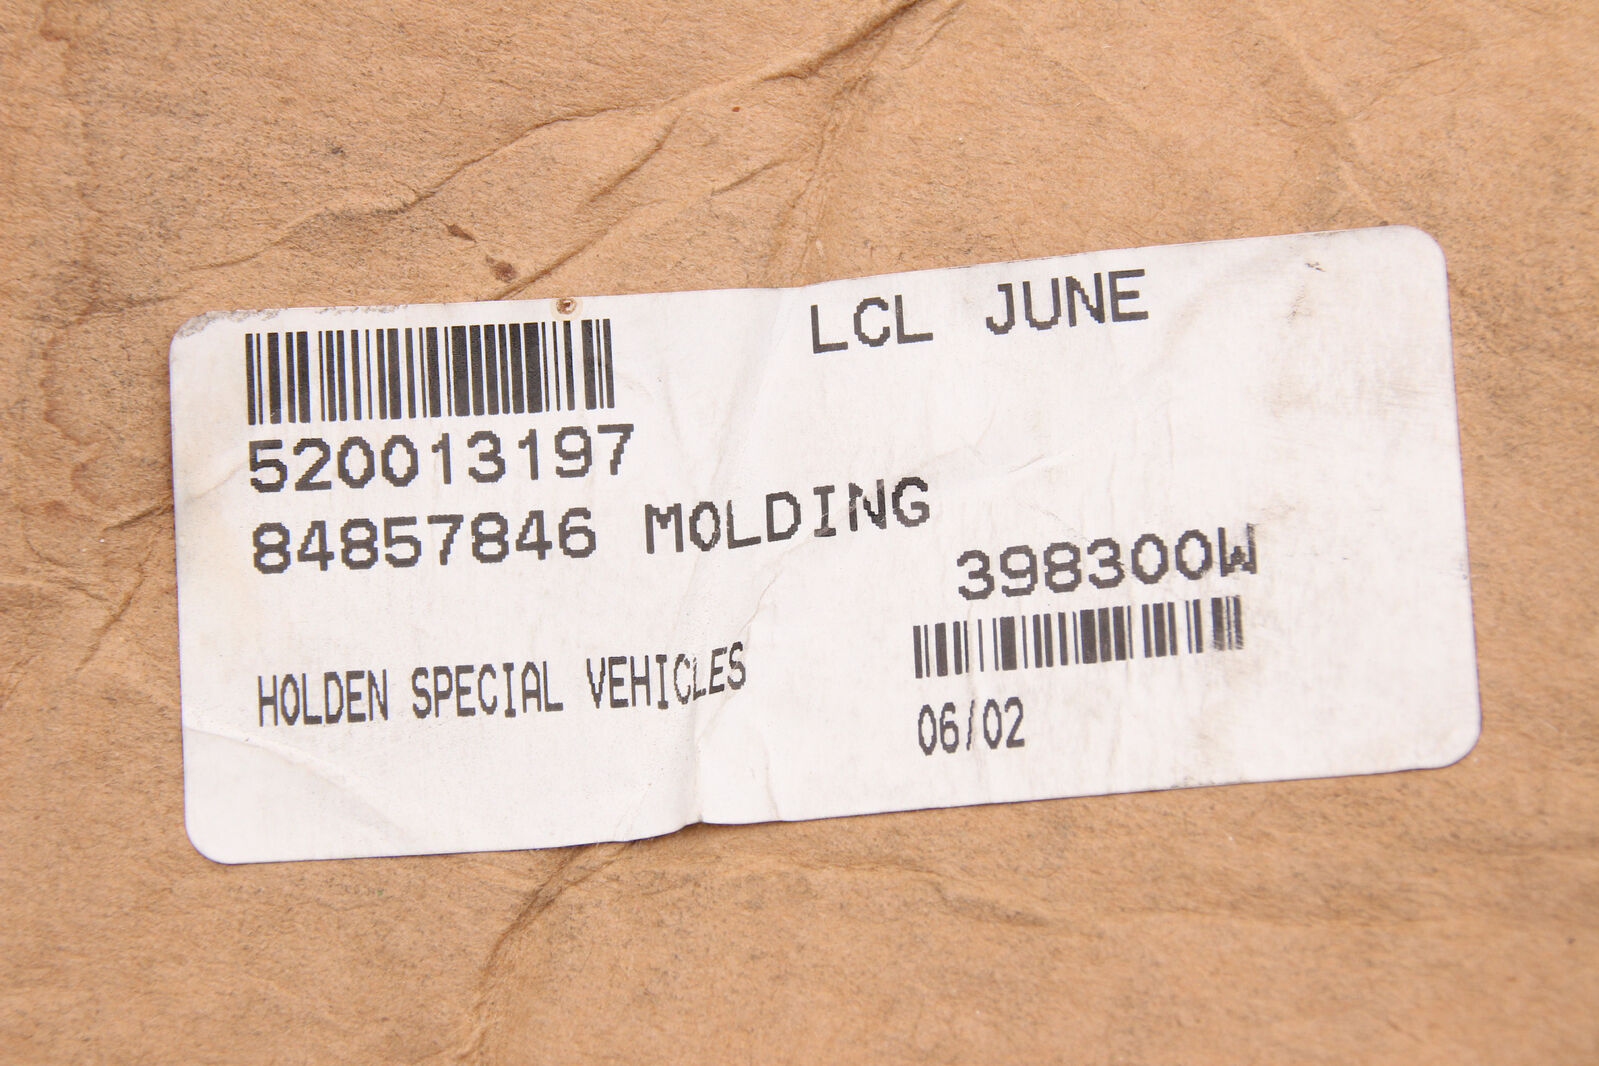 LCL JUNE
520013197
84857846 MOLDING
398300W
HOLDEN SPECIAL VEHICLES
06/02